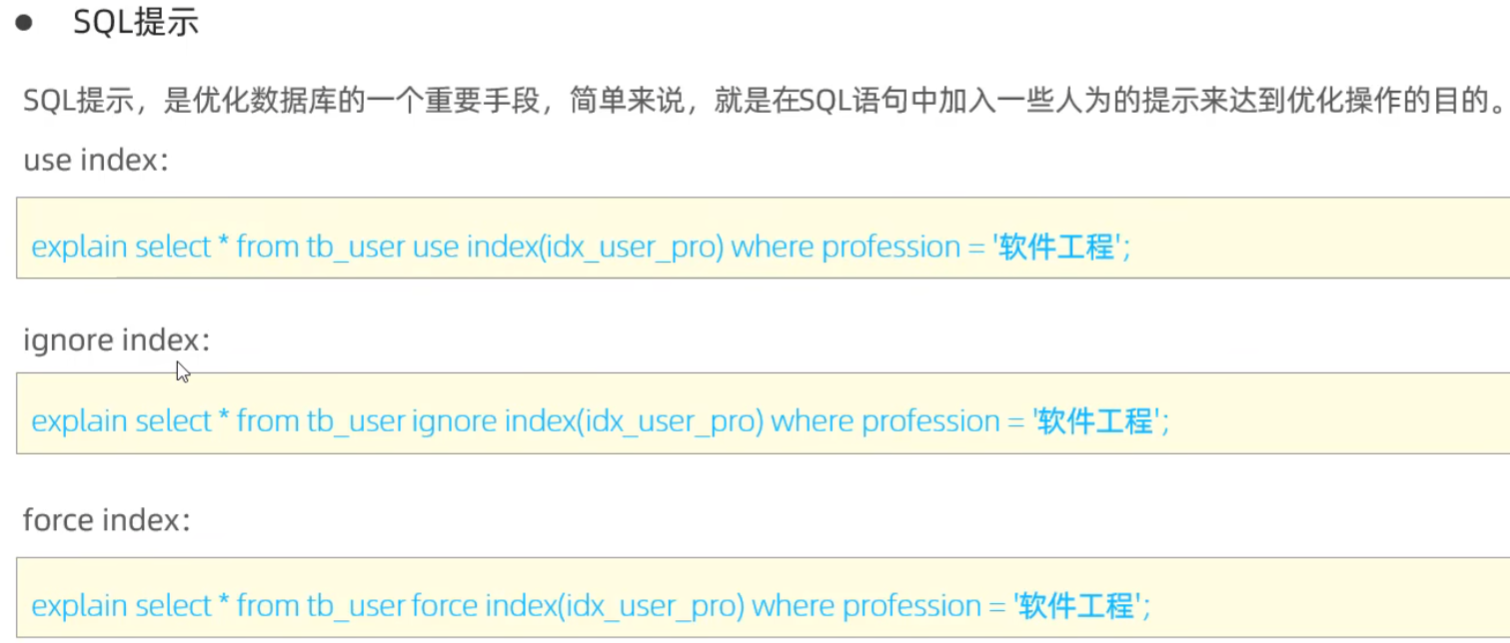 ● SQL提示
SQL提示，是优化数据库的一个重要手段，简单来说，就是在SQL语句中加入一些人为的提示来达到优化操作的目的。
use index：
explain select * from tb_user use index(idx_user_pro) where profession = '软件工程';
ignore index：
explain select * from tb_user ignore index(idx_user_pro) where profession = '软件工程';
force index：
explain select * from tb_user force index(idx_user_pro) where profession = '软件工程';